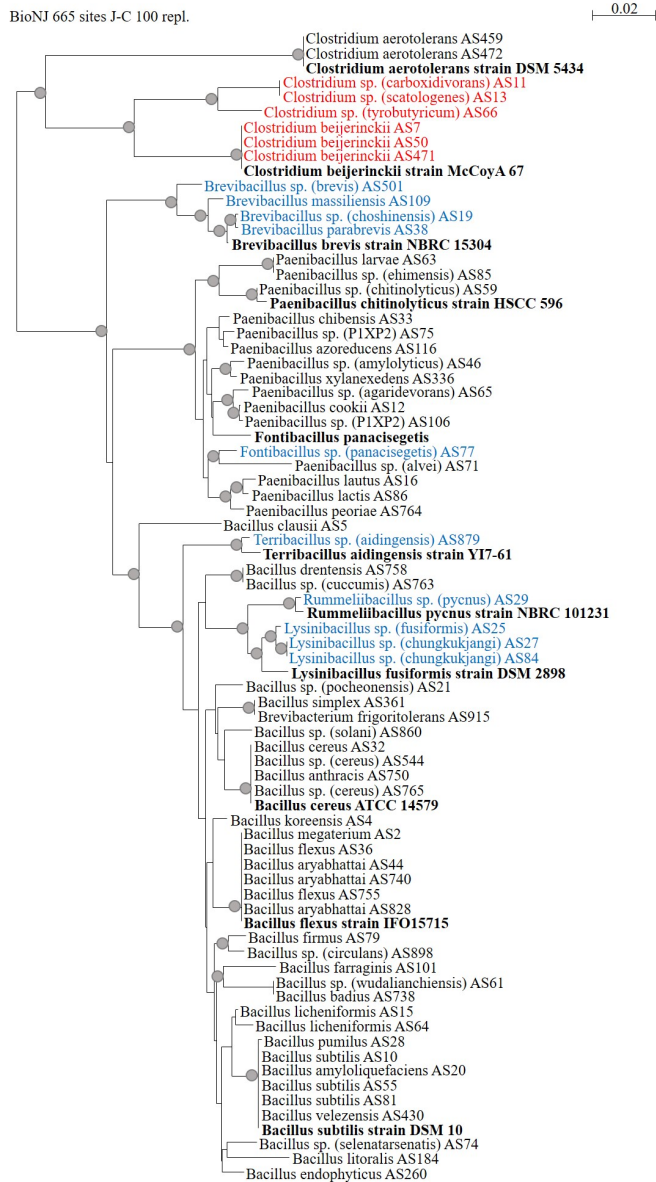 BioNJ 665 sites J-C 100 repl.
0.02
Clostridium aerotolerans AS459
Clostridium aerotolerans AS472
Clostridium aerotolerans strain DSM 5434
Clostridium sp. (carboxidivorans) AS11
Clostridium sp. (scatologenes) AS13
Clostridium sp. (tyrobutyricum) AS66
Clostridium beijerinckii AS7
Clostridium beijerinckii AS50
Clostridium beijerinckii AS471
Clostridium beijerinckii strain McCoyA 67
Brevibacillus sp. (brevis) AS501
Brevibacillus massiliensis AS109
Brevibacillus sp. (choshinensis) AS19
Brevibacillus parabrevis AS38
Brevibacillus brevis strain NBRC 15304
Paenibacillus larvae AS63
Paenibacillus sp. (ehimensis) AS85
Paenibacillus sp. (chitinolyticus) AS59
Paenibacillus chitinolyticus strain HSCC 596
Paenibacillus chibensis AS33
Paenibacillus sp. (P1XP2) AS75
Paenibacillus azoreducens AS116
Paenibacillus sp. (amylolyticus) AS46
Paenibacillus xylanexedens AS336
Paenibacillus sp. (agaridevorans) AS65
Paenibacillus cookii AS12
Paenibacillus sp. (P1XP2) AS106
Fontibacillus panacisegetis
Fontibacillus sp. (panacisegetis) AS77
Paenibacillus sp. (alvei) AS71
Paenibacillus lautus AS16
Paenibacillus lactis AS86
Paenibacillus peoriae AS764
Bacillus clausii AS5
Terribacillus sp. (aidingensis) AS879
Terribacillus aidingensis strain YI7-61
Bacillus drentensis AS758
Bacillus sp. (cuccumis) AS763
Rummeliibacillus sp. (pycnus) AS29
Rummeliibacillus pycnus strain NBRC 101231
Lysinibacillus sp. (fusiformis) AS25
Lysinibacillus sp. (chungkukjangi) AS27
Lysinibacillus sp. (chungkukjangi) AS84
Lysinibacillus fusiformis strain DSM 2898
Bacillus sp. (pocheonensis) AS21
Bacillus simplex AS361
Brevibacterium frigoritolerans AS915
Bacillus sp. (solani) AS860
Bacillus cereus AS32
Bacillus sp. (cereus) AS544
Bacillus anthracis AS750
Bacillus sp. (cereus) AS765
Bacillus cereus ATCC 14579
Bacillus koreensis AS4
Bacillus megaterium AS2
Bacillus flexus AS36
Bacillus aryabhattai AS44
Bacillus aryabhattai AS740
Bacillus flexus AS755
Bacillus aryabhattai AS828
Bacillus flexus strain IFO15715
Bacillus firmus AS79
Bacillus sp. (circulans) AS898
Bacillus farraginis AS101
Bacillus sp. (wudalianchiensis) AS61
Bacillus badius AS738
Bacillus licheniformis AS15
Bacillus licheniformis AS64
Bacillus pumilus AS28
Bacillus subtilis AS10
Bacillus amyloliquefaciens AS20
Bacillus subtilis AS55
Bacillus subtilis AS81
Bacillus velezensis AS430
Bacillus subtilis strain DSM 10
Bacillus sp. (selenatarsenatis) AS74
Bacillus litoralis AS184
Bacillus endophyticus AS260